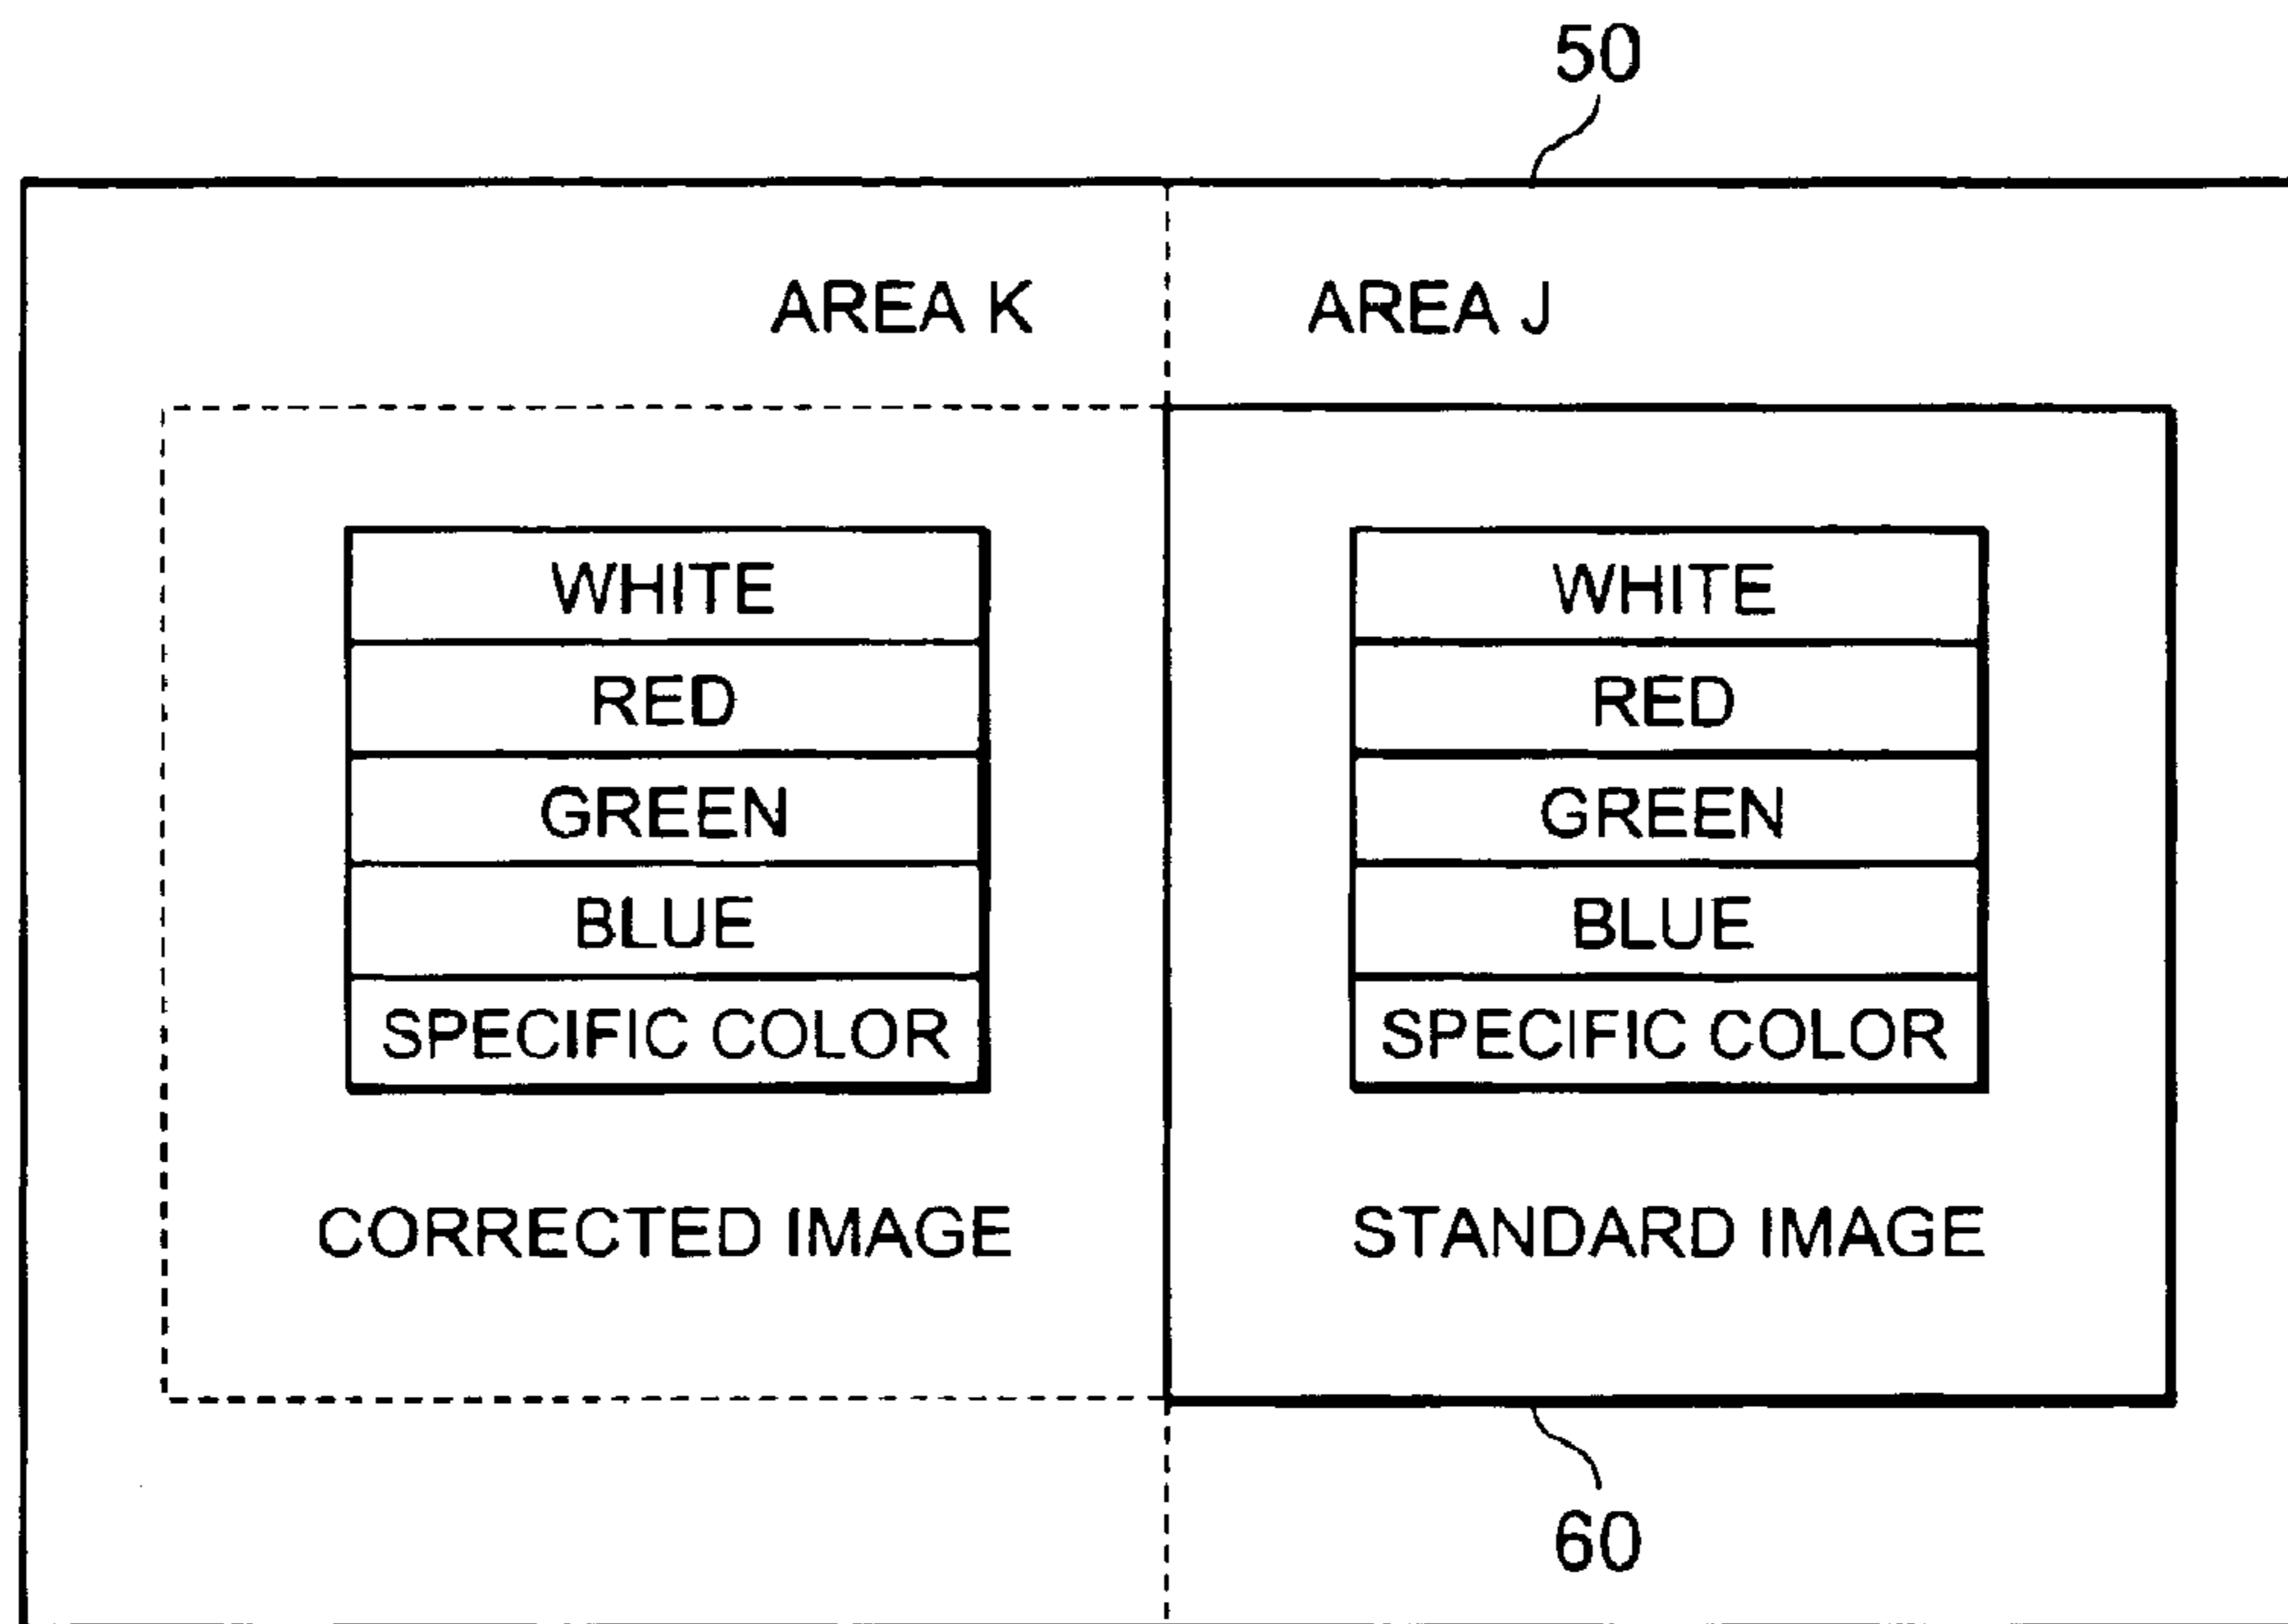 50
AREA K
AREA J
WHITE
RED
GREEN
BLUE
SPECIFIC COLOR
CORRECTED IMAGE
WHITE
RED
GREEN
BLUE
SPECIFIC COLOR
STANDARD IMAGE
60